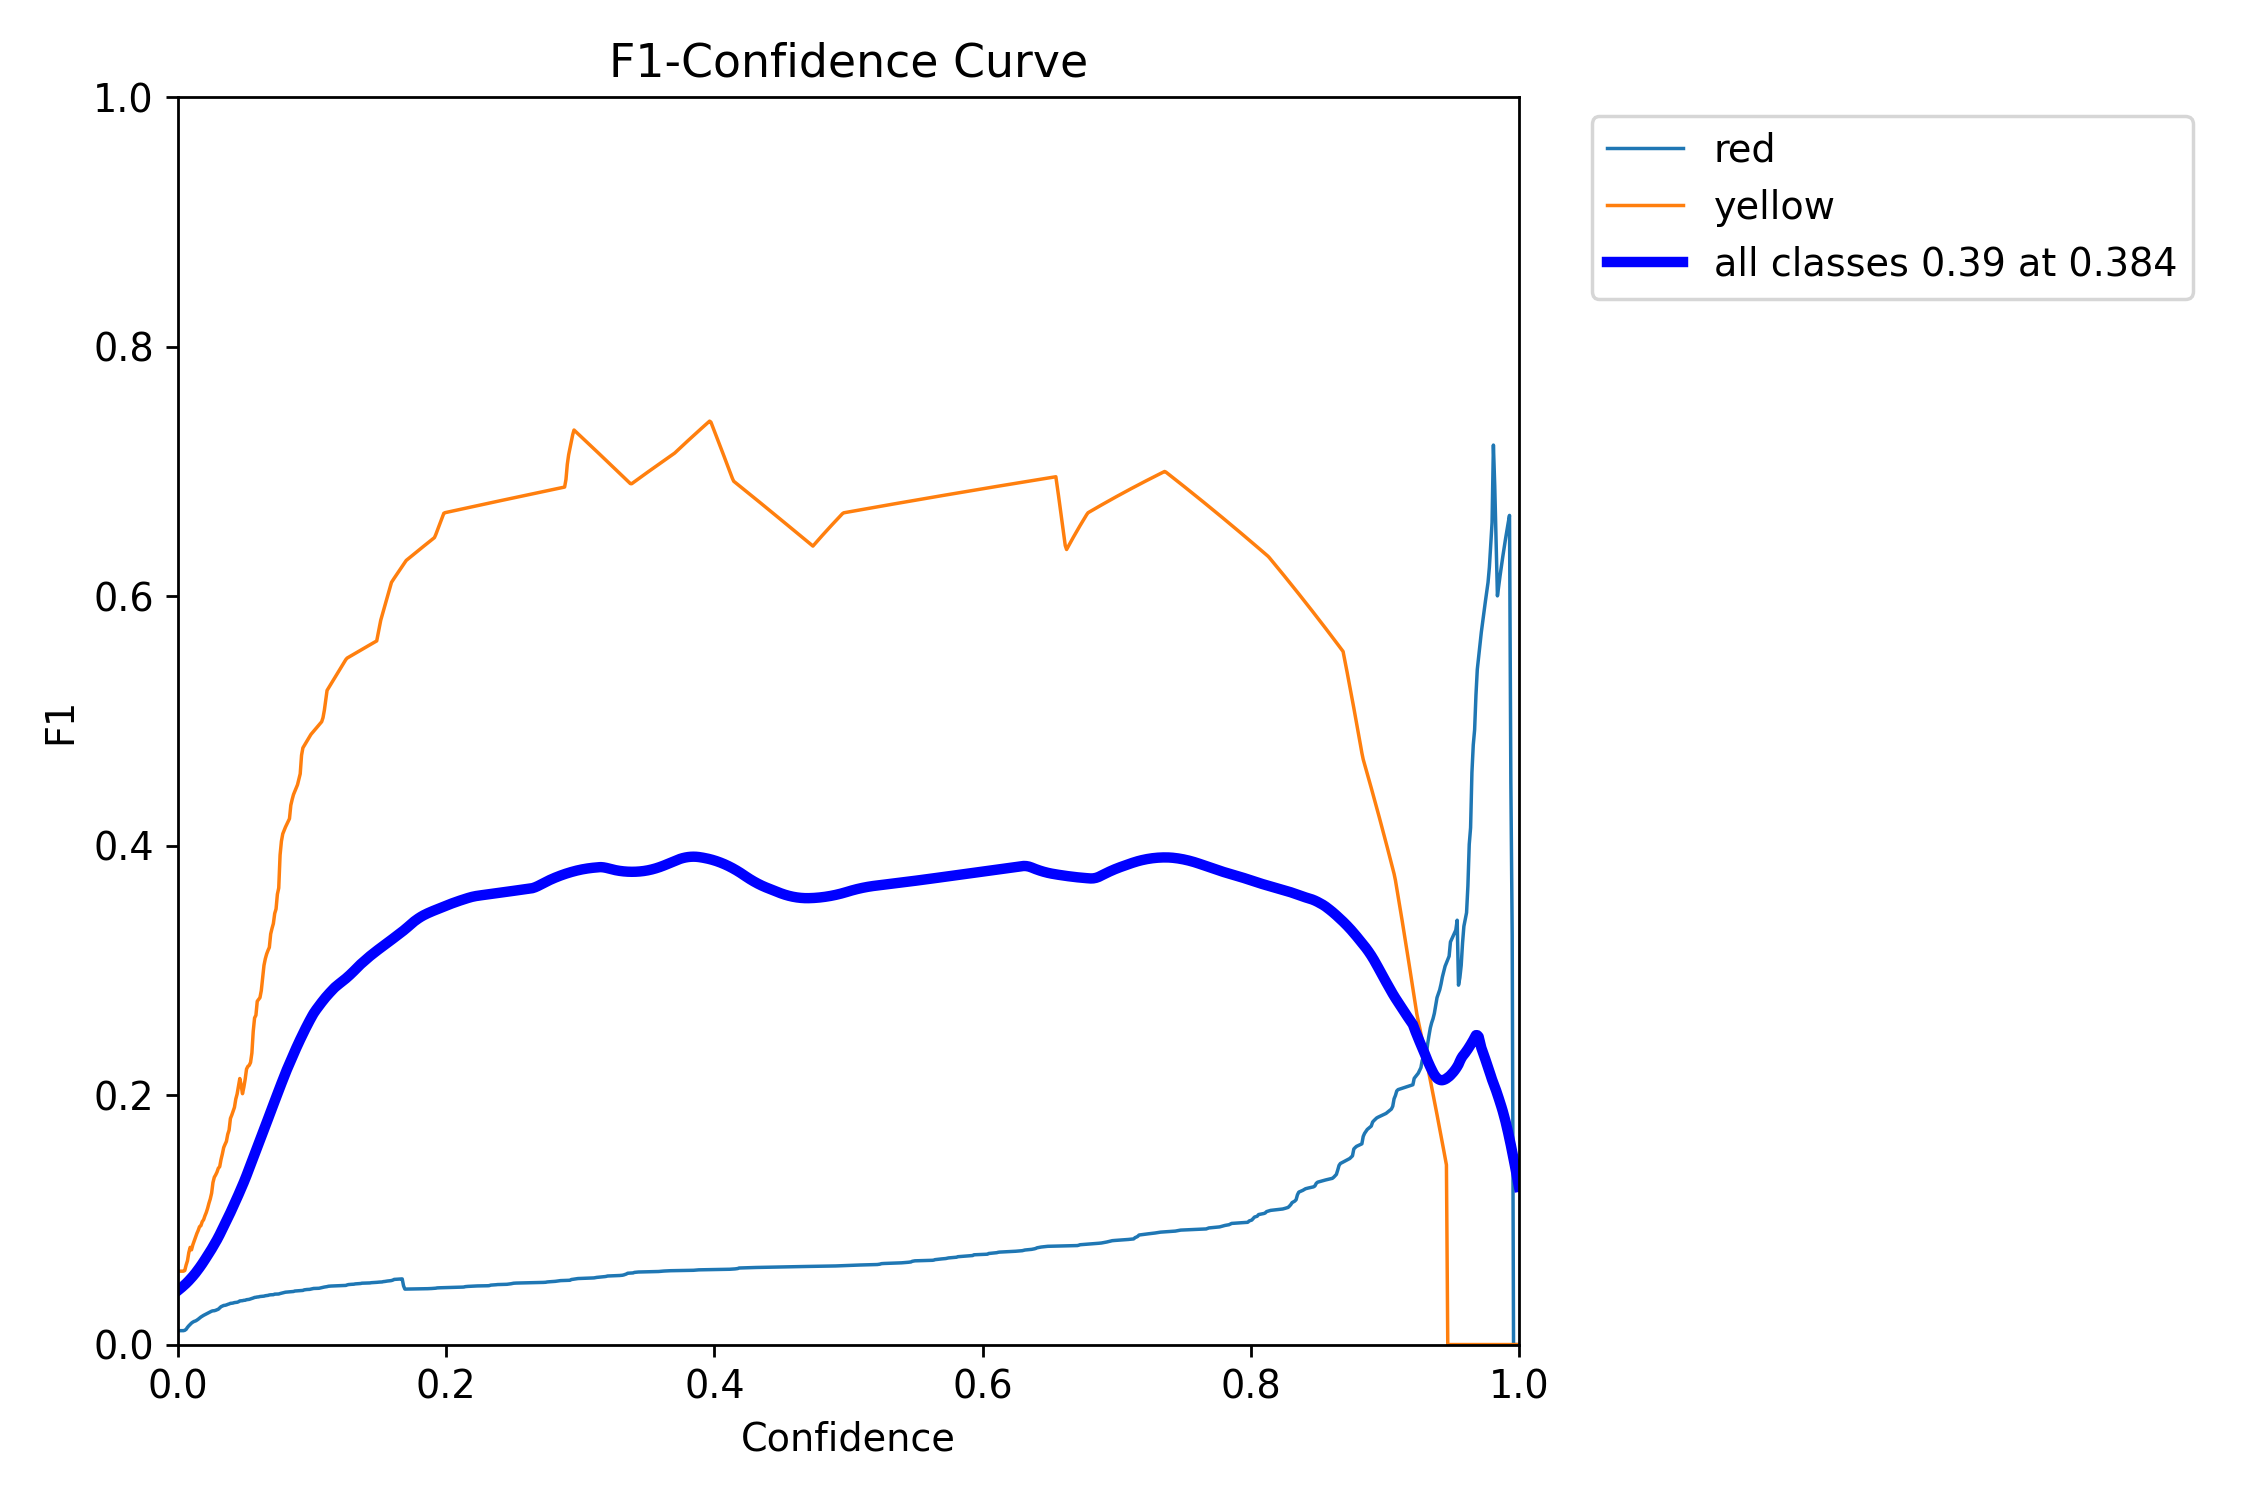 F1-Confidence Curve
1.0
0.8
0.6
0.4
0.2
0.0
F1
0.0 0.2 0.4 0.6 0.8 1.0
Confidence
red
yellow
all classes 0.39 at 0.384